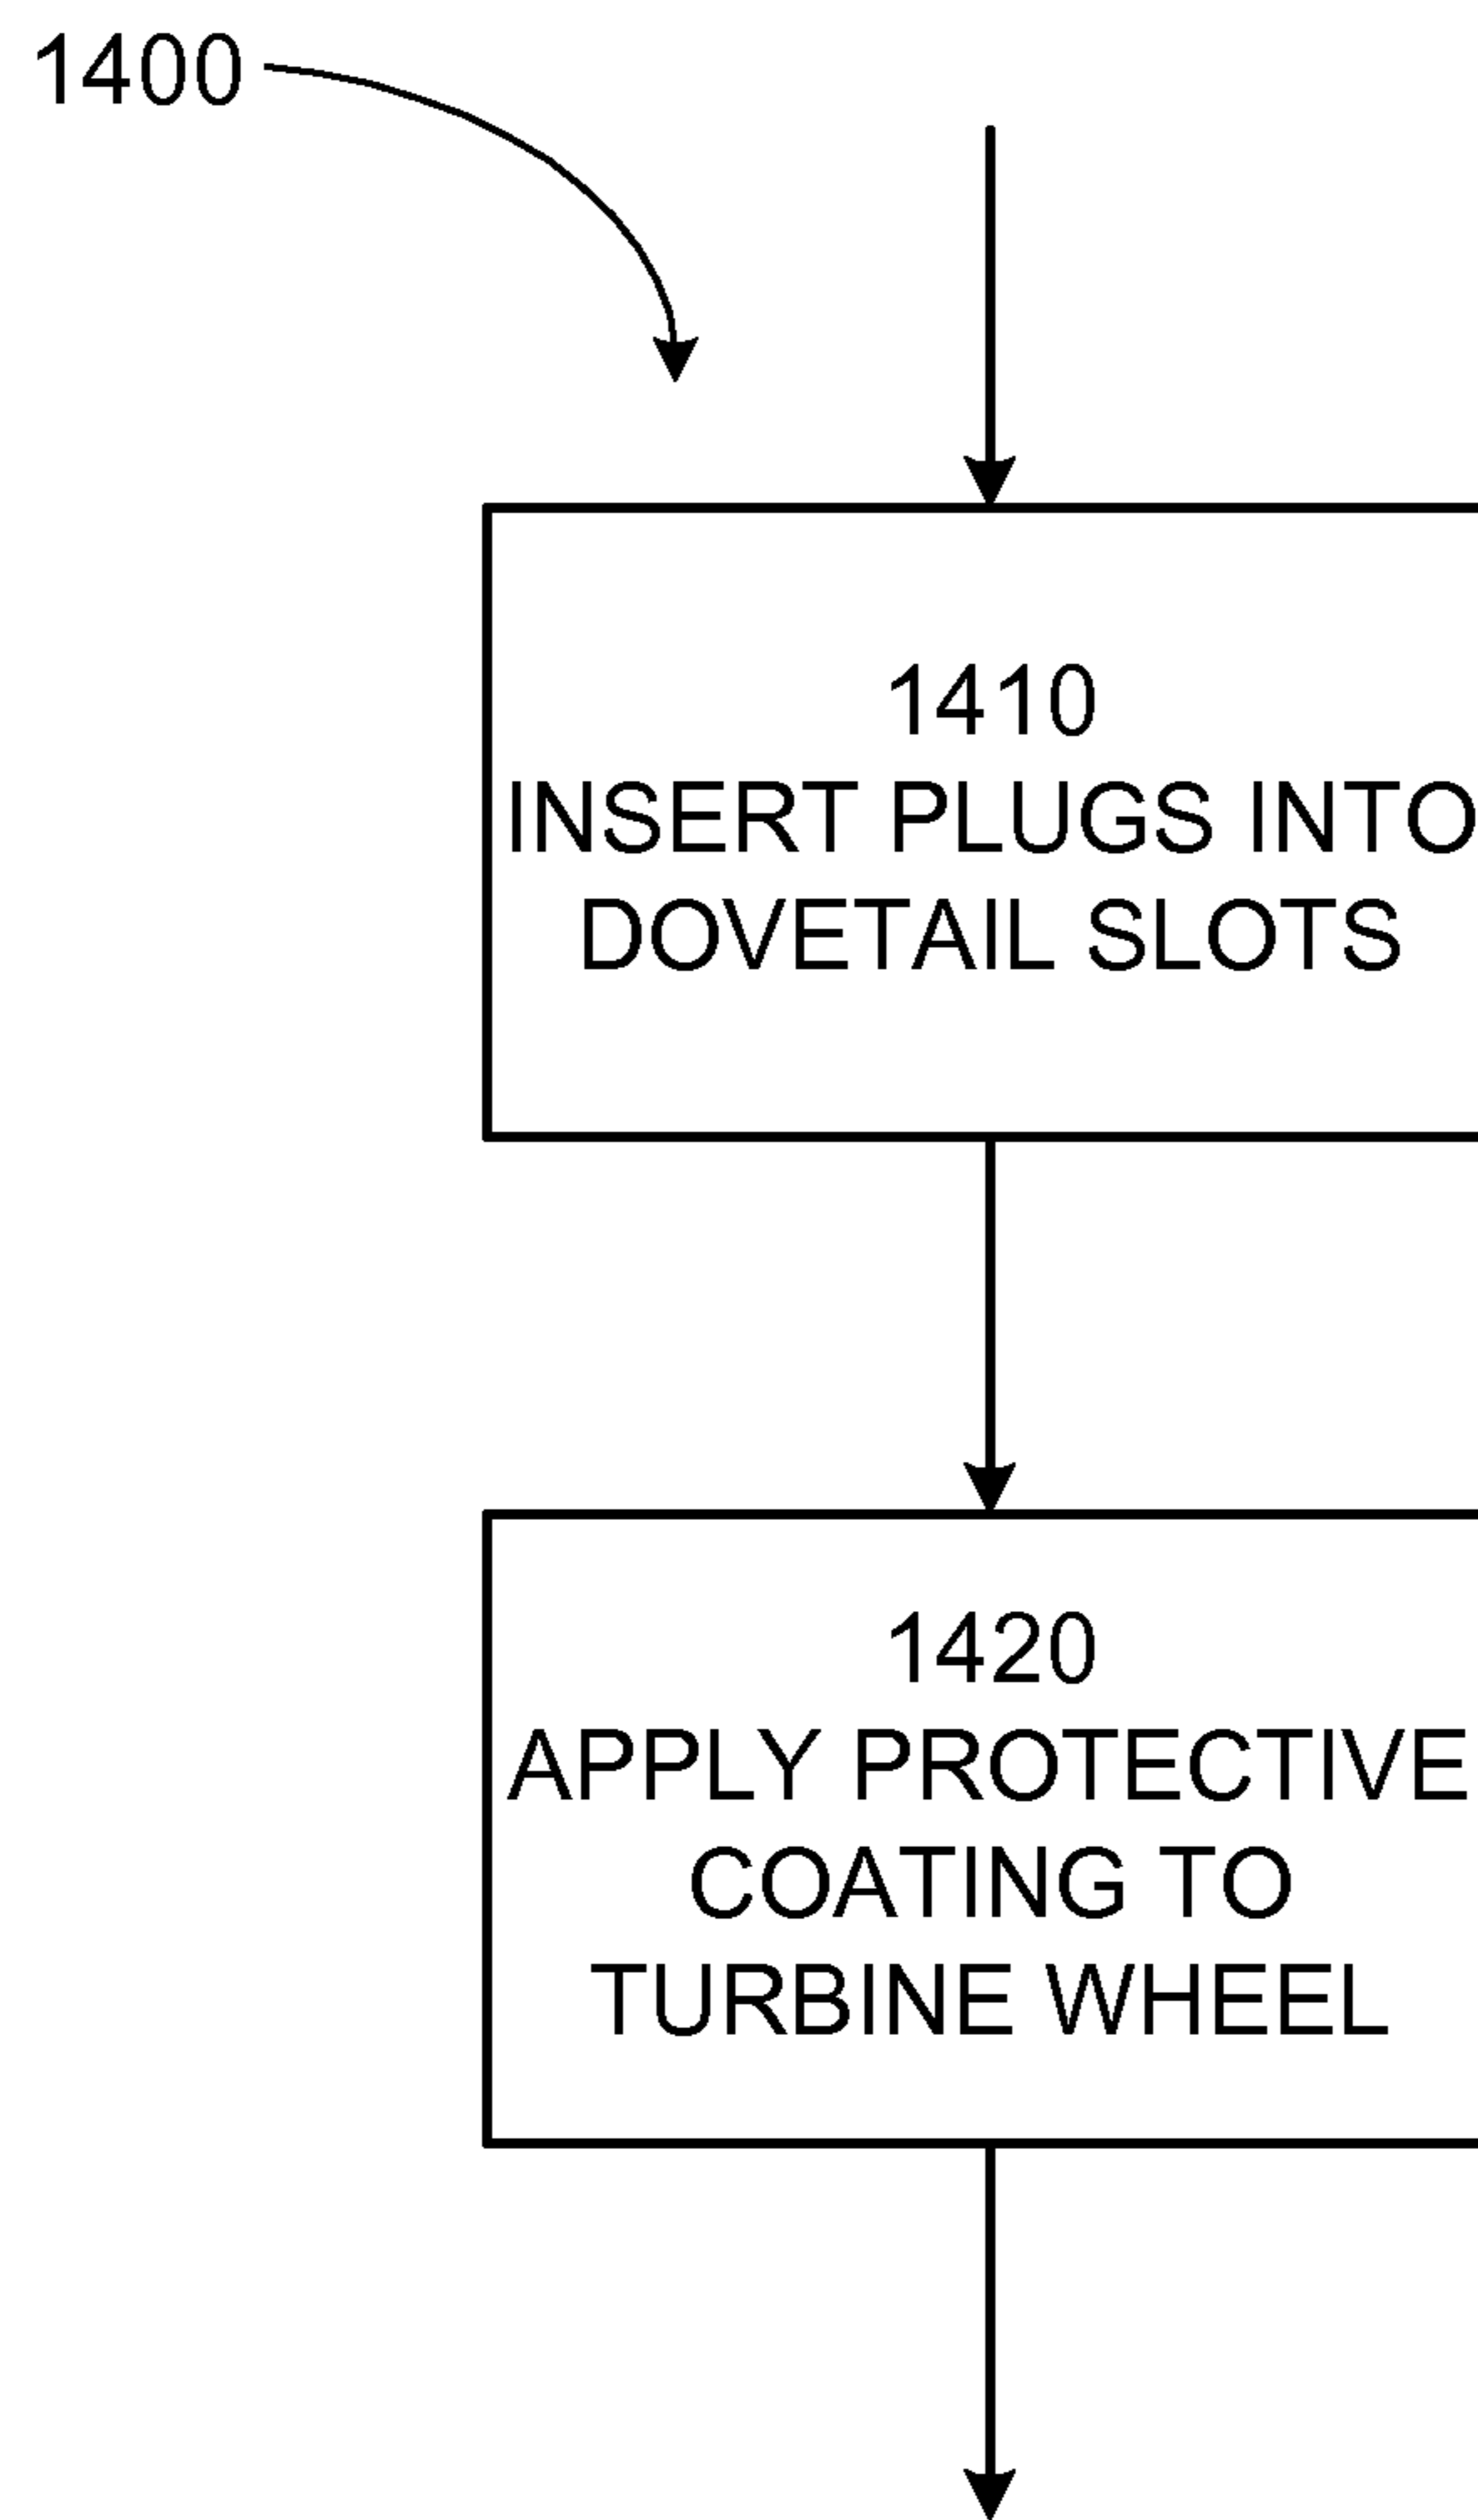 1400
1410
INSERT PLUGS INTO
DOVETAIL SLOTS
1420
APPLY PROTECTIVE
COATING TO
TURBINE WHEEL